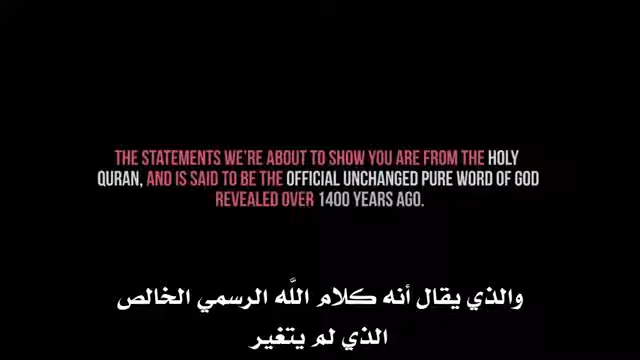 THE STATEMENTS WE'RE ABOUT TO SHOW YOU ARE FROM THE HOLY
QURAN, AND IS SAID TO BE THE OFFICIAL UNCHANGED PURE WORD OF GOD
REVEALED OVER 1400 YEARS AGO.
والذي يقال أنه كلام اللَّه الرسمي الخالص
الذي لم يتغير